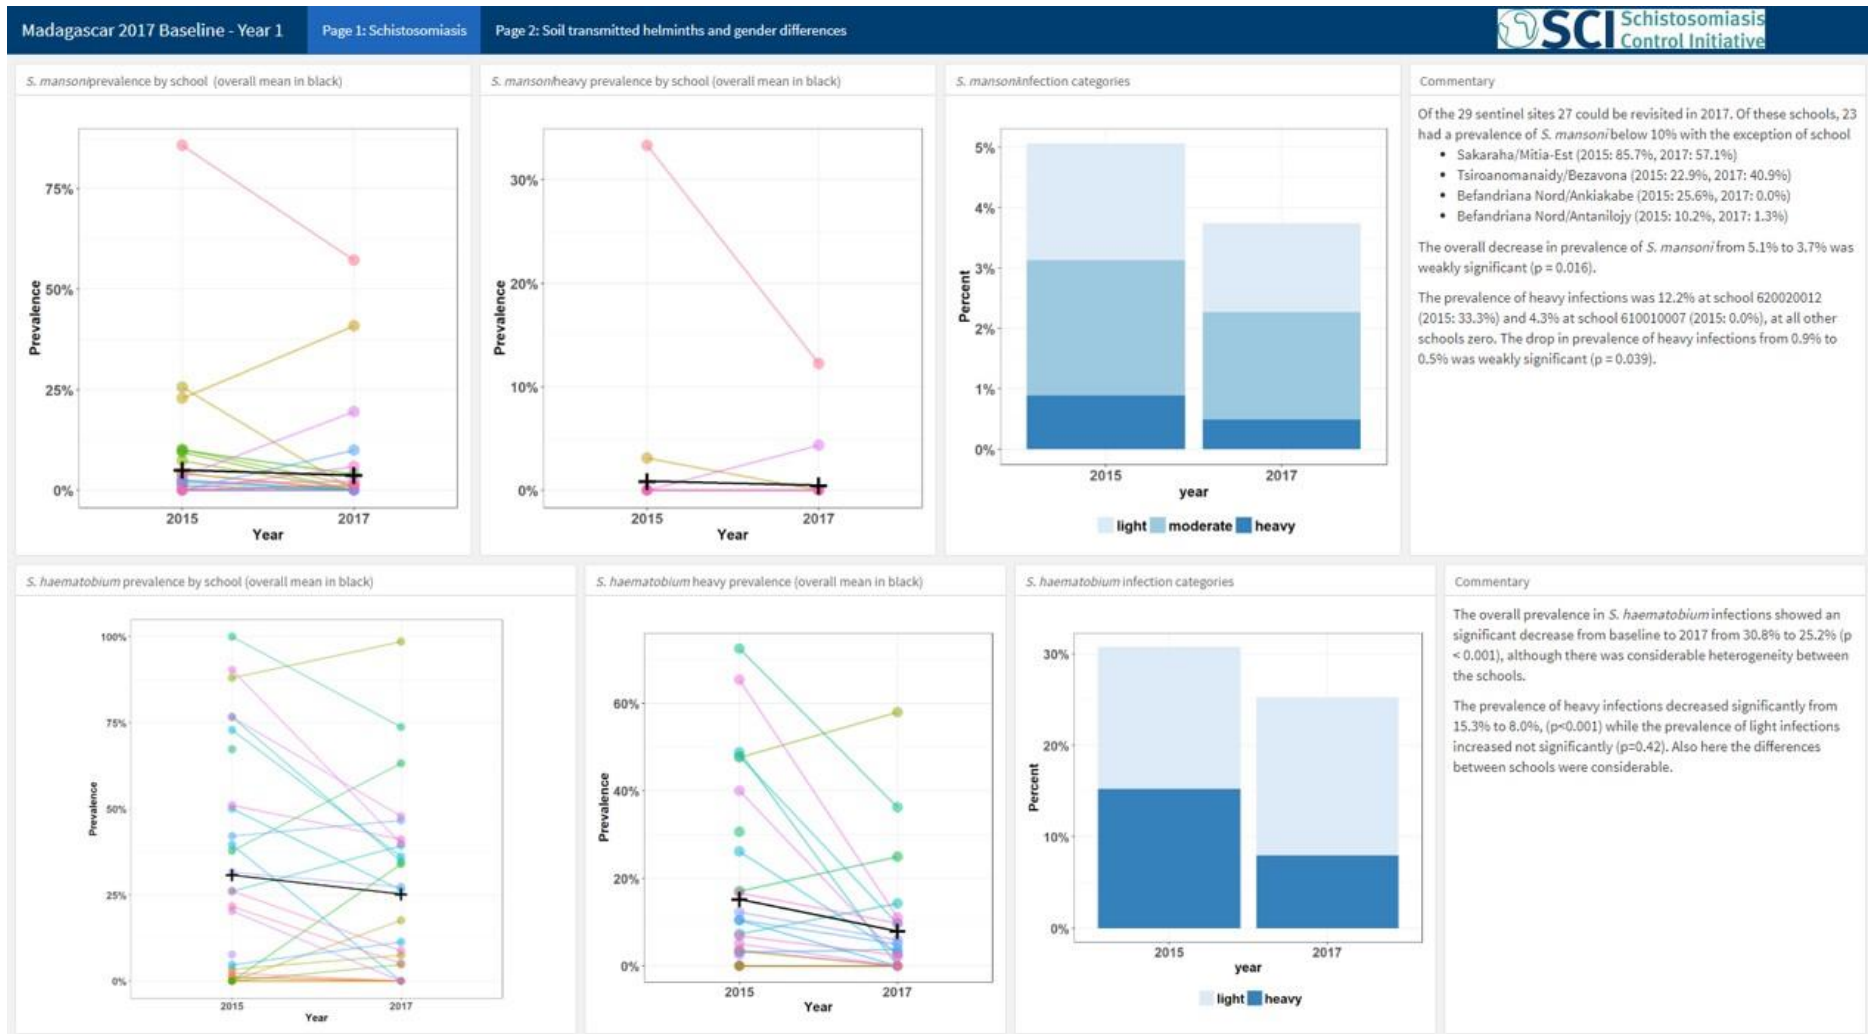 Madagascar 2017 Baseline - Year 1
Page 1: Schistosomiasis
Page 2: Soil transmitted helminths and gender differences
SCI Schistosomiasis
Control Initiative
S. mansoni prevalence by school (overall mean in black)
75%
50%
25%
0%
Prevalence
2015 2017
Year
S. mansoni heavy prevalence by school (overall mean in black)
30%
20%
10%
0%
Prevalence
2015 2017
Year
S. mansoni infection categories
5%
4%
3%
2%
1%
0%
Percent
2015 2017
year
light moderate heavy
Commentary
Of the 29 sentinel sites 27 could be revisited in 2017. Of these schools, 23
had a prevalence of S. mansoni below 10% with the exception of school
• Sakaraha/Mitia-Est (2015: 85.7%, 2017: 57.1%)
• Tsiroanomanaidy/Bezavona (2015: 22.9%, 2017: 40.9%)
• Befandriana Nord/Ankiakabe (2015: 25.6%, 2017: 0.0%)
• Befandriana Nord/Antanilojy (2015: 10.2%, 2017: 1.3%)
The overall decrease in prevalence of S. mansoni from 5.1% to 3.7% was
weakly significant (p = 0.016).
The prevalence of heavy infections was 12.2% at school 620020012
(2015: 33.3%) and 4.3% at school 610010007 (2015: 0.0%), at all other
schools zero. The drop in prevalence of heavy infections from 0.9% to
0.5% was weakly significant (p = 0.039).
S. haematobium prevalence by school (overall mean in black)
100%
75%
50%
25%
0%
Prevalence
2015 2017
Year
S. haematobium heavy prevalence (overall mean in black)
60%
40%
20%
0%
Prevalence
2015 2017
Year
S. haematobium infection categories
30%
20%
10%
0%
Percent
2015 2017
year
light heavy
Commentary
The overall prevalence in S. haematobium infections showed an
significant decrease from baseline to 2017 from 30.8% to 25.2% (p
< 0.001), although there was considerable heterogeneity between
the schools.
The prevalence of heavy infections decreased significantly from
15.3% to 8.0%, (p<0.001) while the prevalence of light infections
increased not significantly (p=0.42). Also here the differences
between schools were considerable.